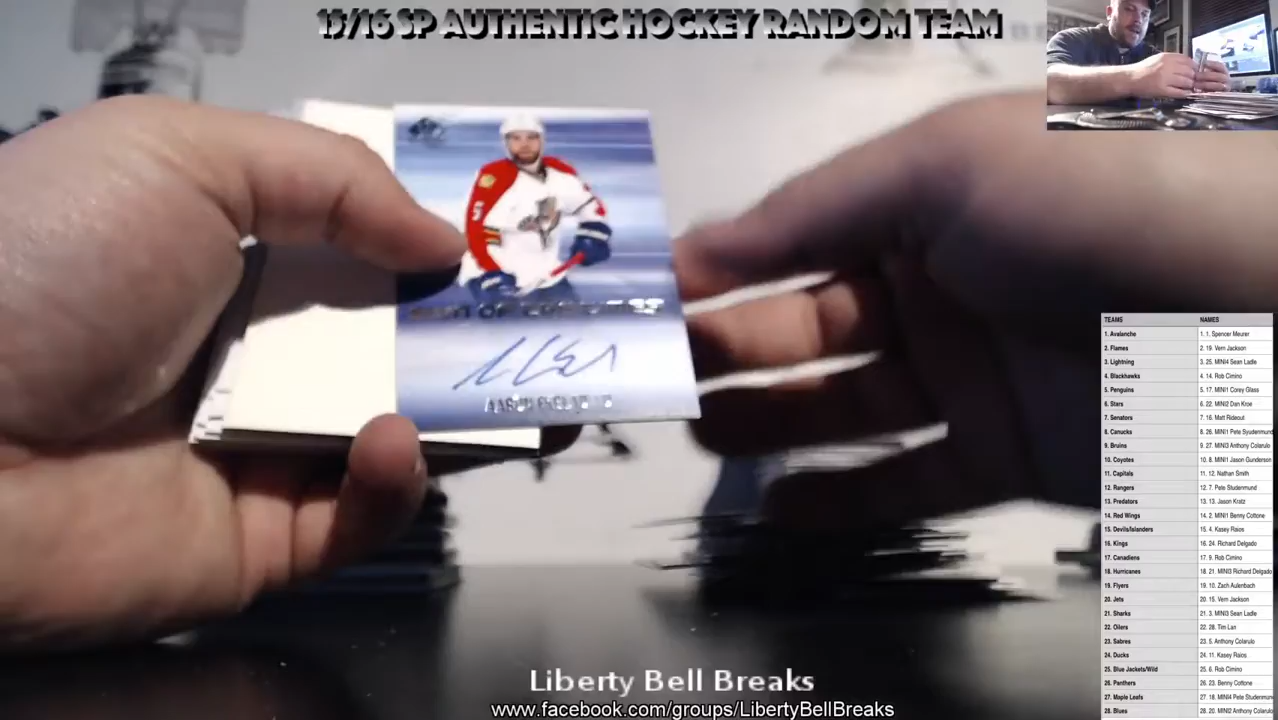 15/16 SP AUTHENTIC HOCKEY RANDOM TEAM
5
TEAMS NAMES
1. Avalanche 1. 1. Spencer Meurer
2. Flames 2. 19. Vern Jackson
3. Lightning 3. 25. MINI4 Sean Ladle
4. Blackhawks 4. 14. Rob Cimino
5. Penguins 5. 17. MINI1 Corey Glass
6. Stars 6. 22. MINI2 Dan Kroe
7. Senators 7. 16. Matt Rideout
8. Canucks 8. 26. MINI1 Pete Syudenmund
9. Bruins 9. 27. MINI3 Anthony Colarulo
10. Coyotes 10. 8. MINI1 Jason Gunderson
11. Capitals 11. 12. Nathan Smith
12. Rangers 12. 7. Pete Studenmund
13. Predators 13. 13. Jason Kratz
14. Red Wings 14. 2. MINI1 Benny Cottone
15. Devils/Islanders 15. 4. Kasey Raios
16. Kings 16. 24. Richard Delgado
17. Canadiens 17. 9. Rob Cimino
18. Hurricanes 18. 21. MINI3 Richard Delgado
19. Flyers 19. 10. Zach Aulenbach
20. Jets 20. 15. Vern Jackson
21. Sharks 21. 3. MINI3 Sean Ladle
22. Oilers 22. 28. Tim Lan
23. Sabres 23. 5. Anthony Colarulo
24. Ducks 24. 11. Kasey Raios
25. Blue Jackets/Wild 25. 6. Rob Cimino
26. Panthers 26. 23. Benny Cottone
27. Maple Leafs 27. 18. MINI4 Pete Studenmun
28. Blues 28. 20. MINI2 Anthony Colarulo
Liberty Bell Breaks
www.facebook.com/groups/LibertyBellBreaks